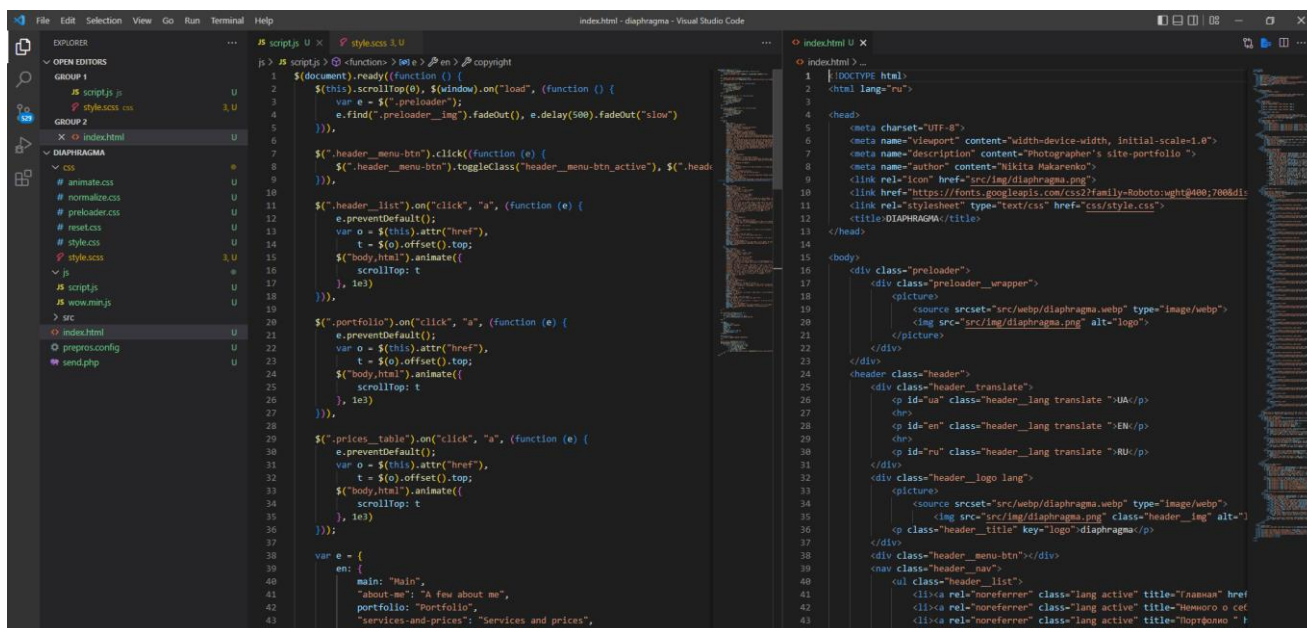 File Edit Selection View Go Run Terminal Help
index.html - diaphragma - Visual Studio Code
EXPLORER
OPEN EDITORS
GROUP 1
JS script.js js U
style.scss css 3, U
GROUP 2
index.html U
DIAPHRAGMA
css
# animate.css U
# normalize.css U
# preloader.css U
# reset.css U
# style.css U
style.scss 3, U
js
JS script.js U
JS wow.min.js U
src
index.html U
prepros.config U
send.php U
529
JS script.js U style.scss 3, U
js > JS script.js > <function> > e > en > copyright
1 $(document).ready((function () {
2 $(this).scrollTop(0), $(window).on("load", (function () {
3 var e = $(".preloader");
4 e.find(".preloader__img").fadeOut(), e.delay(500).fadeOut("slow")
5 })),
6
7 $(".header__menu-btn").click((function (e) {
8 $(".header__menu-btn").toggleClass("header__menu-btn_active"), $(".heade
9 })),
10
11 $(".header__list").on("click", "a", (function (e) {
12 e.preventDefault();
13 var o = $(this).attr("href"),
14 t = $(o).offset().top;
15 $("body,html").animate({
16 scrollTop: t
17 }, 1e3)
18 })),
19
20 $(".portfolio").on("click", "a", (function (e) {
21 e.preventDefault();
22 var o = $(this).attr("href"),
23 t = $(o).offset().top;
24 $("body,html").animate({
25 scrollTop: t
26 }, 1e3)
27 })),
28
29 $(".prices__table").on("click", "a", (function (e) {
30 e.preventDefault();
31 var o = $(this).attr("href"),
32 t = $(o).offset().top;
33 $("body,html").animate({
34 scrollTop: t
35 }, 1e3)
36 }));
37
38 var e = {
39 en: {
40 main: "Main",
41 "about-me": "A few about me",
42 portfolio: "Portfolio",
43 "services-and-prices": "Services and prices",
index.html U
index.html > ...
1 <!DOCTYPE html>
2 <html lang="ru">
3
4 <head>
5 <meta charset="UTF-8">
6 <meta name="viewport" content="width=device-width, initial-scale=1.0">
7 <meta name="description" content="Photographer's site-portfolio ">
8 <meta name="author" content="Nikita Makarenko">
9 <link rel="icon" href="src/img/diaphragma.png">
10 <link href="https://fonts.googleapis.com/css2?family=Roboto:wght@400;700&dis
11 <link rel="stylesheet" type="text/css" href="css/style.css">
12 <title>DIAPHRAGMA</title>
13 </head>
14
15 <body>
16 <div class="preloader">
17 <div class="preloader__wrapper">
18 <picture>
19 <source srcset="src/webp/diaphragma.webp" type="image/webp">
20 <img src="src/img/diaphragma.png" alt="logo">
21 </picture>
22 </div>
23 </div>
24 <header class="header">
25 <div class="header__translate">
26 <p id="ua" class="header__lang translate ">UA</p>
27 <hr>
28 <p id="en" class="header__lang translate ">EN</p>
29 <hr>
30 <p id="ru" class="header__lang translate ">RU</p>
31 </div>
32 <div class="header__logo lang">
33 <picture>
34 <source srcset="src/webp/diaphragma.webp" type="image/webp">
35 <img src="src/img/diaphragma.png" class="header__img" alt="l
36 <p class="header__title" key="logo">diaphragma</p>
37 </div>
38 <div class="header__menu-btn"></div>
39 <nav class="header__nav">
40 <ul class="header__list">
41 <li><a rel="noreferrer" class="lang active" title="Главная" href
42 <li><a rel="noreferrer" class="lang active" title="Немного о себ
43 <li><a rel="noreferrer" class="lang active" title="Портфолио " h